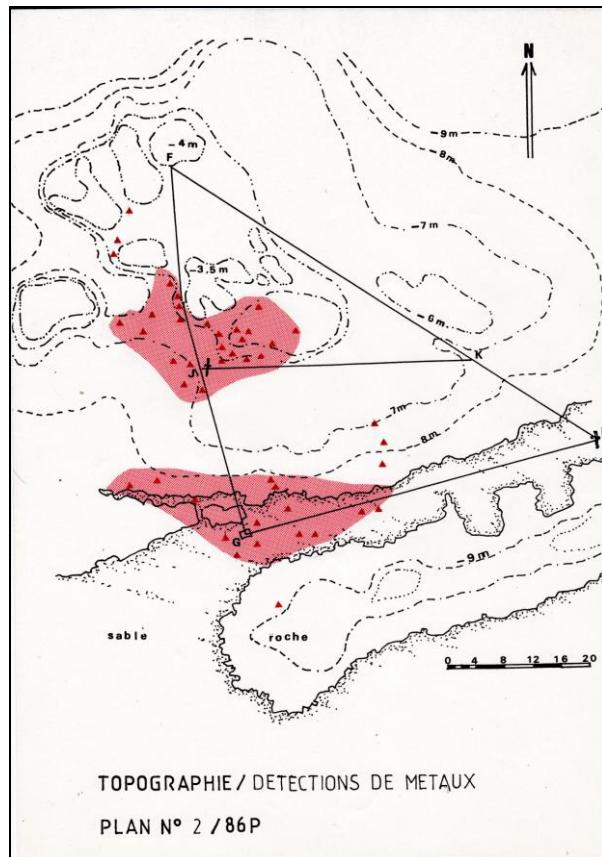 N
-4m
F
-9m
-8m
-7m
-3.5m
-6m
K
7m
8m
G
9m
sable
roche
0 4 8 12 16 20
TOPOGRAPHIE / DETECTIONS DE METAUX
PLAN N° 2 / 86P